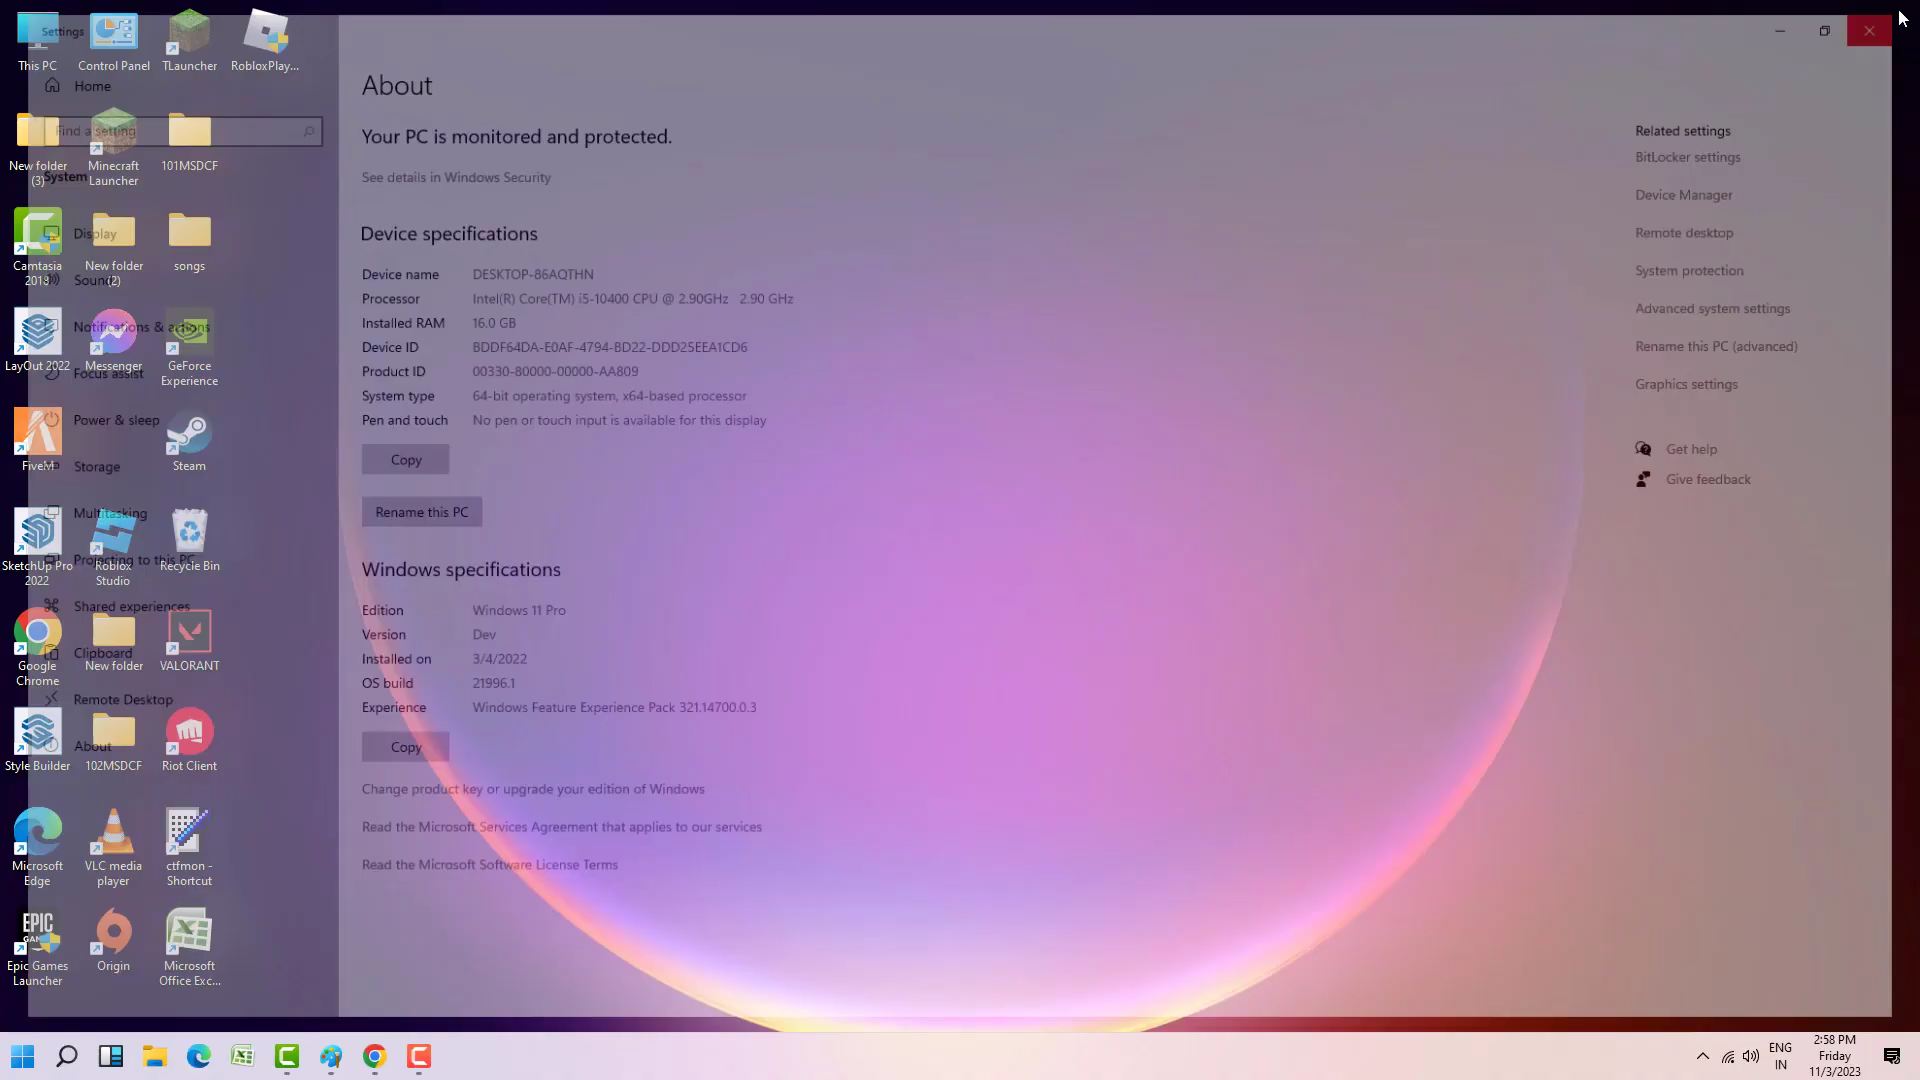 This PC
Control Panel
TLauncher
RobloxPlay...
New folder
(3)
Minecraft
Launcher
101MSDCF
Camtasia
2018
New folder
(2)
songs
LayOut 2022
Messenger
GeForce
Experience
FiveM
Steam
SketchUp Pro
2022
Roblox
Studio
Recycle Bin
Google
Chrome
New folder
VALORANT
Style Builder
102MSDCF
Riot Client
Microsoft
Edge
VLC media
player
ctfmon -
Shortcut
EPIC
Epic Games
Launcher
Origin
Microsoft
Office Exc...
Settings
Home
Find a setting
System
Display
Sound
Notifications & actions
Focus assist
Power & sleep
Storage
Multitasking
Projecting to this PC
Shared experiences
Clipboard
Remote Desktop
About
About
Your PC is monitored and protected.
See details in Windows Security
Device specifications
Device name DESKTOP-86AQTHN
Processor Intel(R) Core(TM) i5-10400 CPU @ 2.90GHz 2.90 GHz
Installed RAM 16.0 GB
Device ID BDDF64DA-E0AF-4794-BD22-DDD25EEA1CD6
Product ID 00330-80000-00000-AA809
System type 64-bit operating system, x64-based processor
Pen and touch No pen or touch input is available for this display
Copy
Rename this PC
Windows specifications
Edition Windows 11 Pro
Version Dev
Installed on 3/4/2022
OS build 21996.1
Experience Windows Feature Experience Pack 321.14700.0.3
Copy
Change product key or upgrade your edition of Windows
Read the Microsoft Services Agreement that applies to our services
Read the Microsoft Software License Terms
Related settings
BitLocker settings
Device Manager
Remote desktop
System protection
Advanced system settings
Rename this PC (advanced)
Graphics settings
Get help
Give feedback
ENG
IN
2:58 PM
Friday
11/3/2023